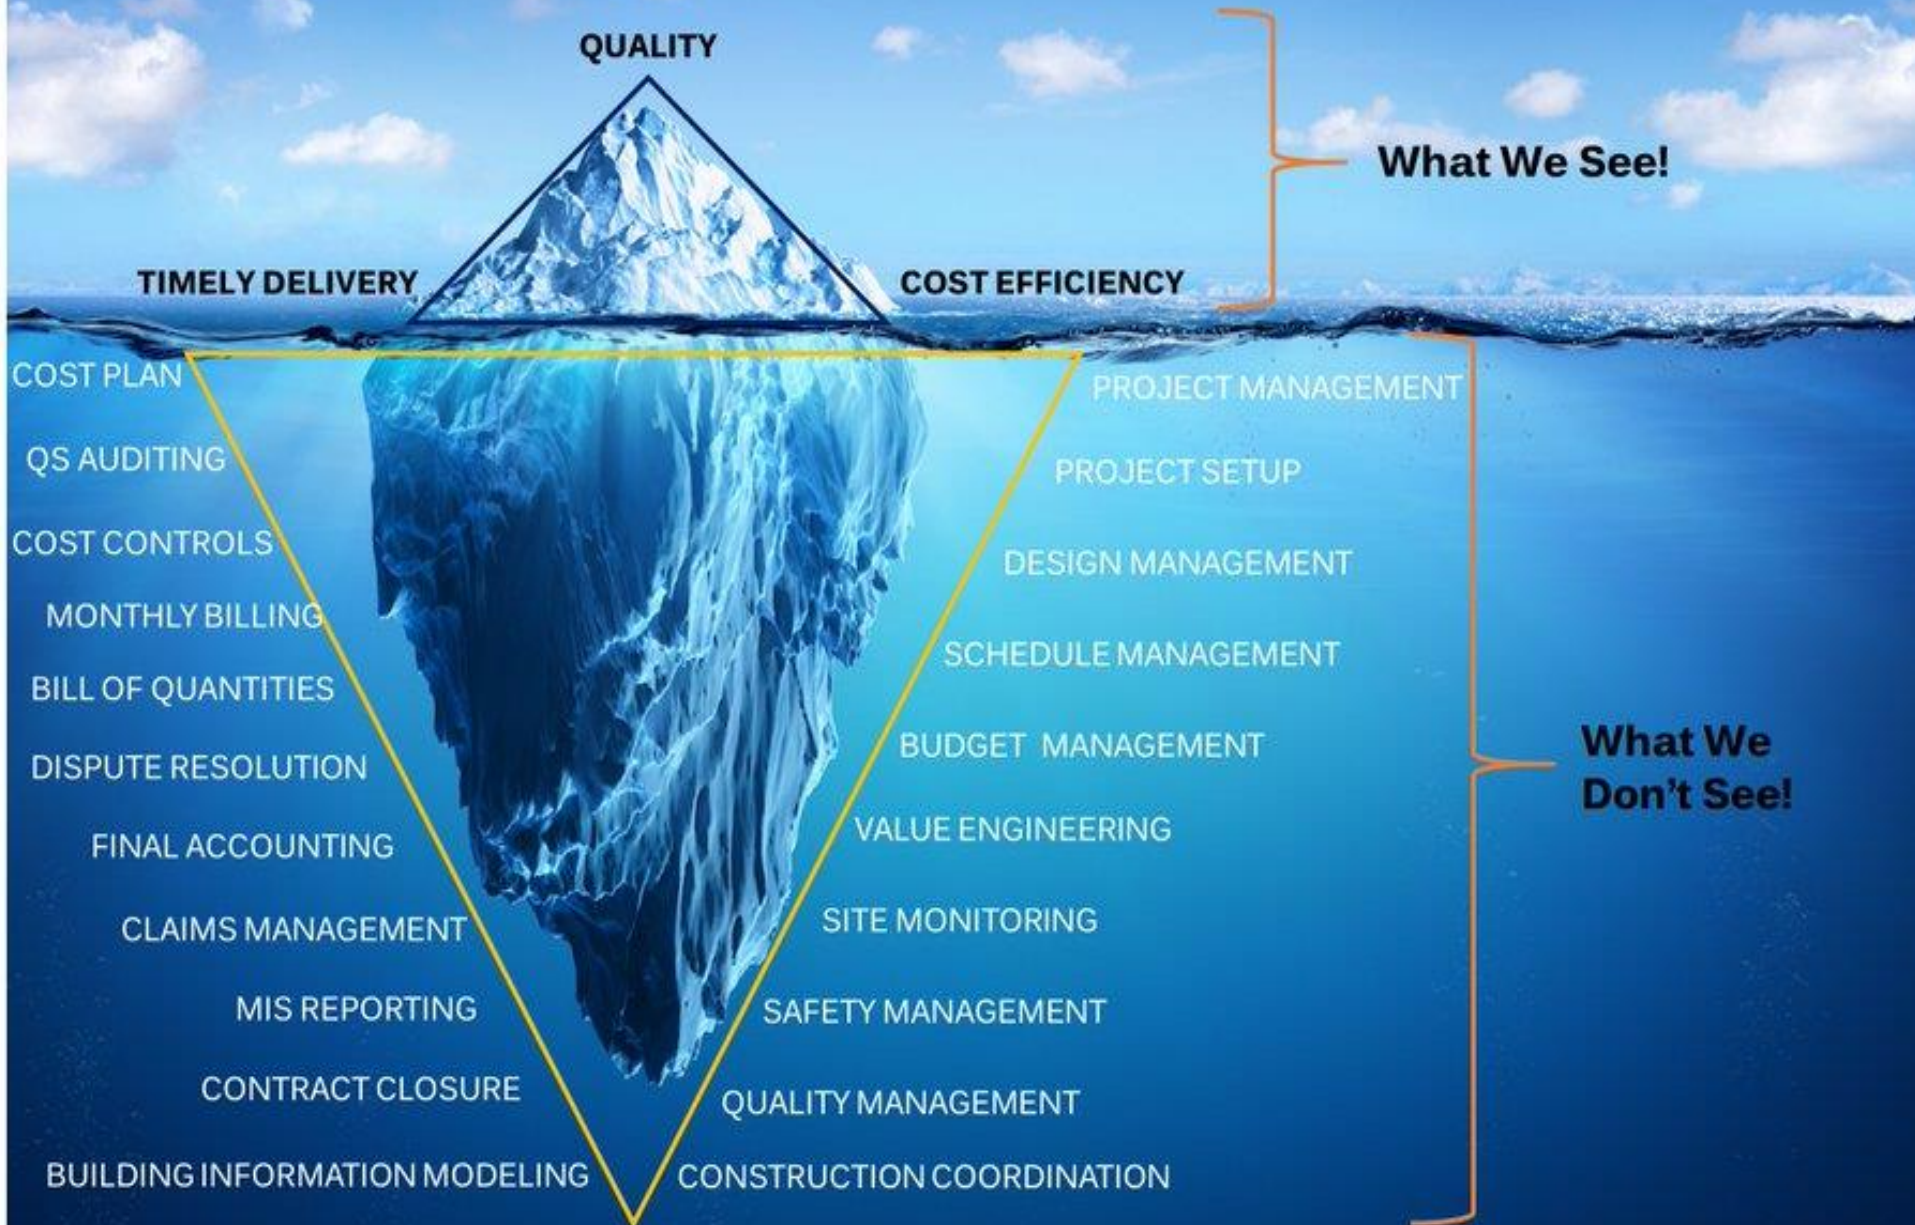 QUALITY
What We See!
TIMELY DELIVERY
COST EFFICIENCY
COST PLAN
QS AUDITING
COST CONTROLS
MONTHLY BILLING
BILL OF QUANTITIES
DISPUTE RESOLUTION
FINAL ACCOUNTING
CLAIMS MANAGEMENT
MIS REPORTING
CONTRACT CLOSURE
BUILDING INFORMATION MODELING
PROJECT MANAGEMENT
PROJECT SETUP
DESIGN MANAGEMENT
SCHEDULE MANAGEMENT
BUDGET MANAGEMENT
VALUE ENGINEERING
SITE MONITORING
SAFETY MANAGEMENT
QUALITY MANAGEMENT
CONSTRUCTION COORDINATION
What We
Don't See!